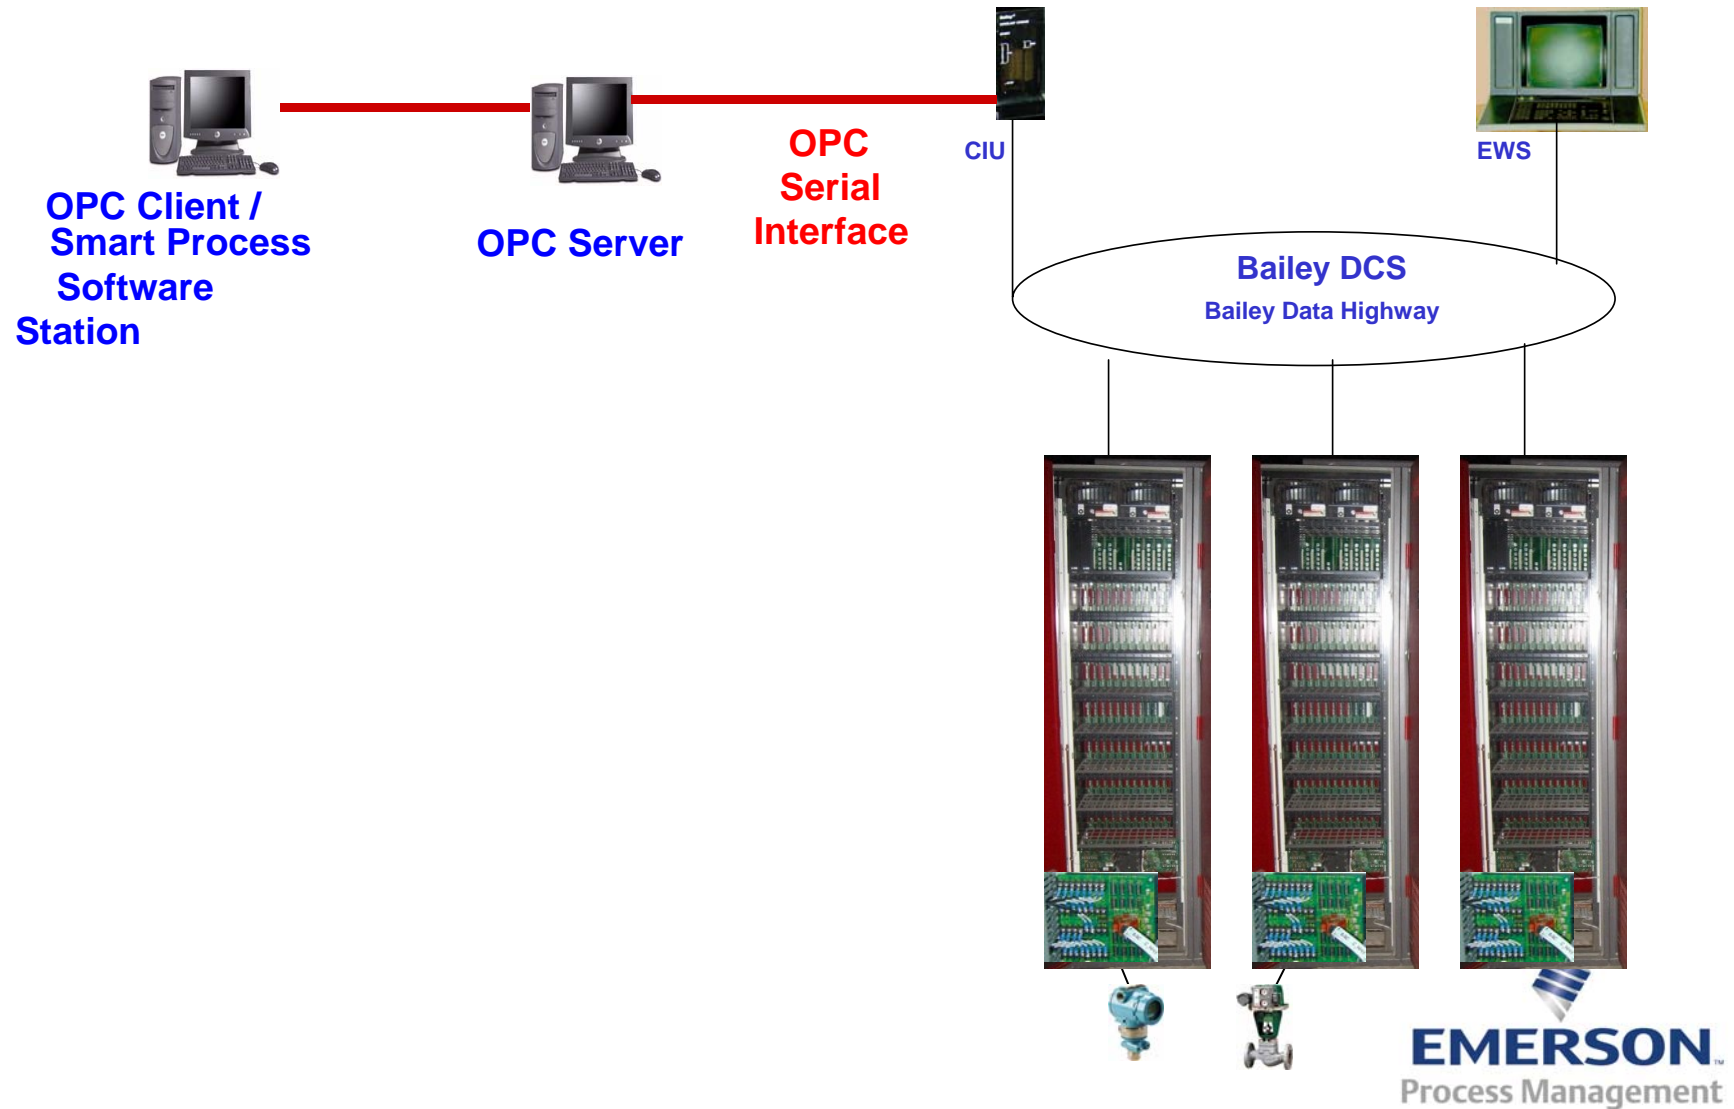 OPC Client /
Smart Process
Software
Station
OPC Server
OPC
Serial
Interface
CIU
EWS
Bailey DCS
Bailey Data Highway
EMERSON
TM
Process Management